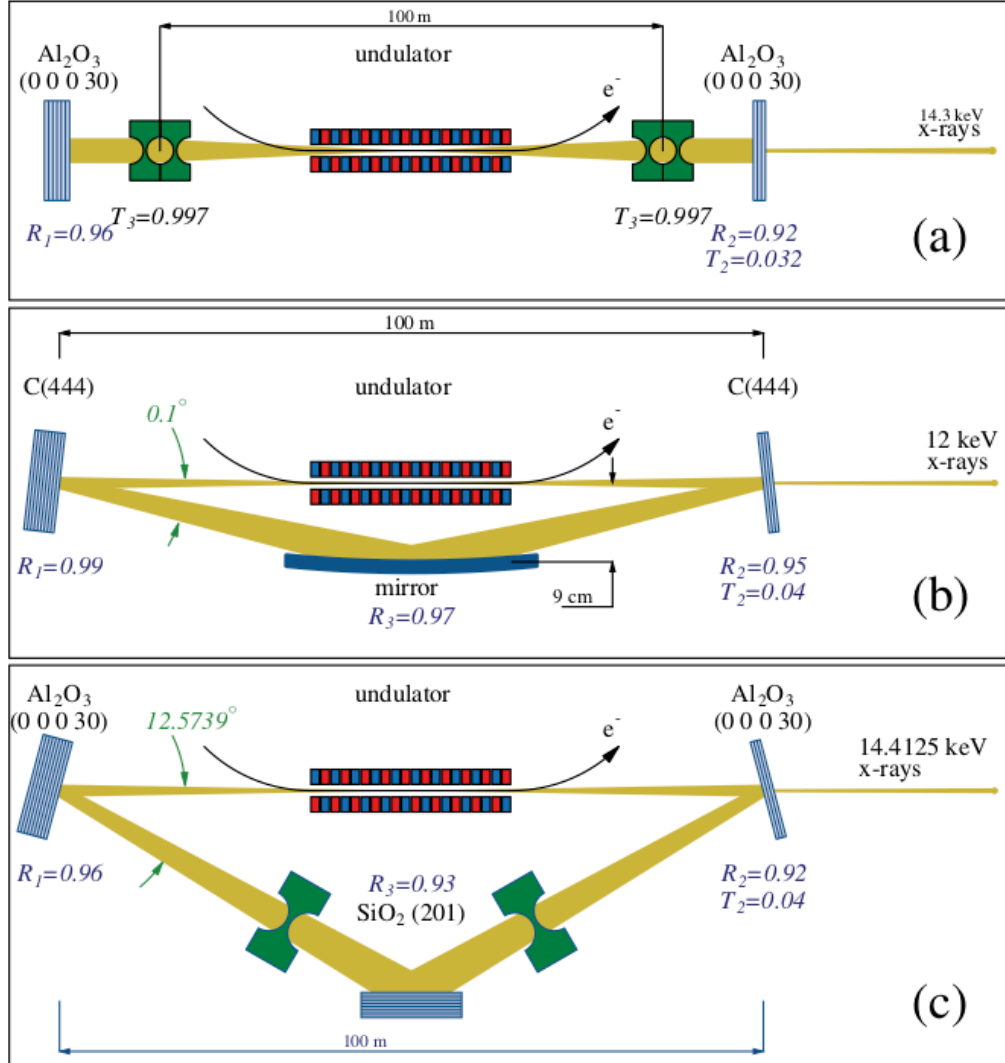 100 m
Al₂O₃
(0 0 0 30)
undulator
Al₂O₃
(0 0 0 30)
e⁻
14.3 keV
x-rays
T₃=0.997
T₃=0.997
R₁=0.96
R₂=0.92
T₂=0.032
(a)
100 m
C(444)
undulator
C(444)
0.1°
e⁻
12 keV
x-rays
R₁=0.99
mirror
R₃=0.97
9 cm
R₂=0.95
T₂=0.04
(b)
Al₂O₃
(0 0 0 30)
undulator
Al₂O₃
(0 0 0 30)
12.5739°
e⁻
14.4125 keV
x-rays
R₁=0.96
R₃=0.93
SiO₂ (201)
R₂=0.92
T₂=0.04
(c)
100 m